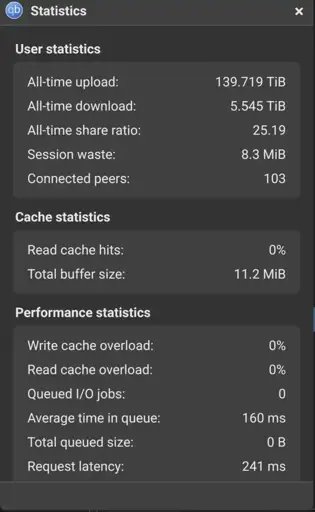 qb Statistics ×
User statistics
All-time upload: 139.719 TiB
All-time download: 5.545 TiB
All-time share ratio: 25.19
Session waste: 8.3 MiB
Connected peers: 103
Cache statistics
Read cache hits: 0%
Total buffer size: 11.2 MiB
Performance statistics
Write cache overload: 0%
Read cache overload: 0%
Queued I/O jobs: 0
Average time in queue: 160 ms
Total queued size: 0 B
Request latency: 241 ms